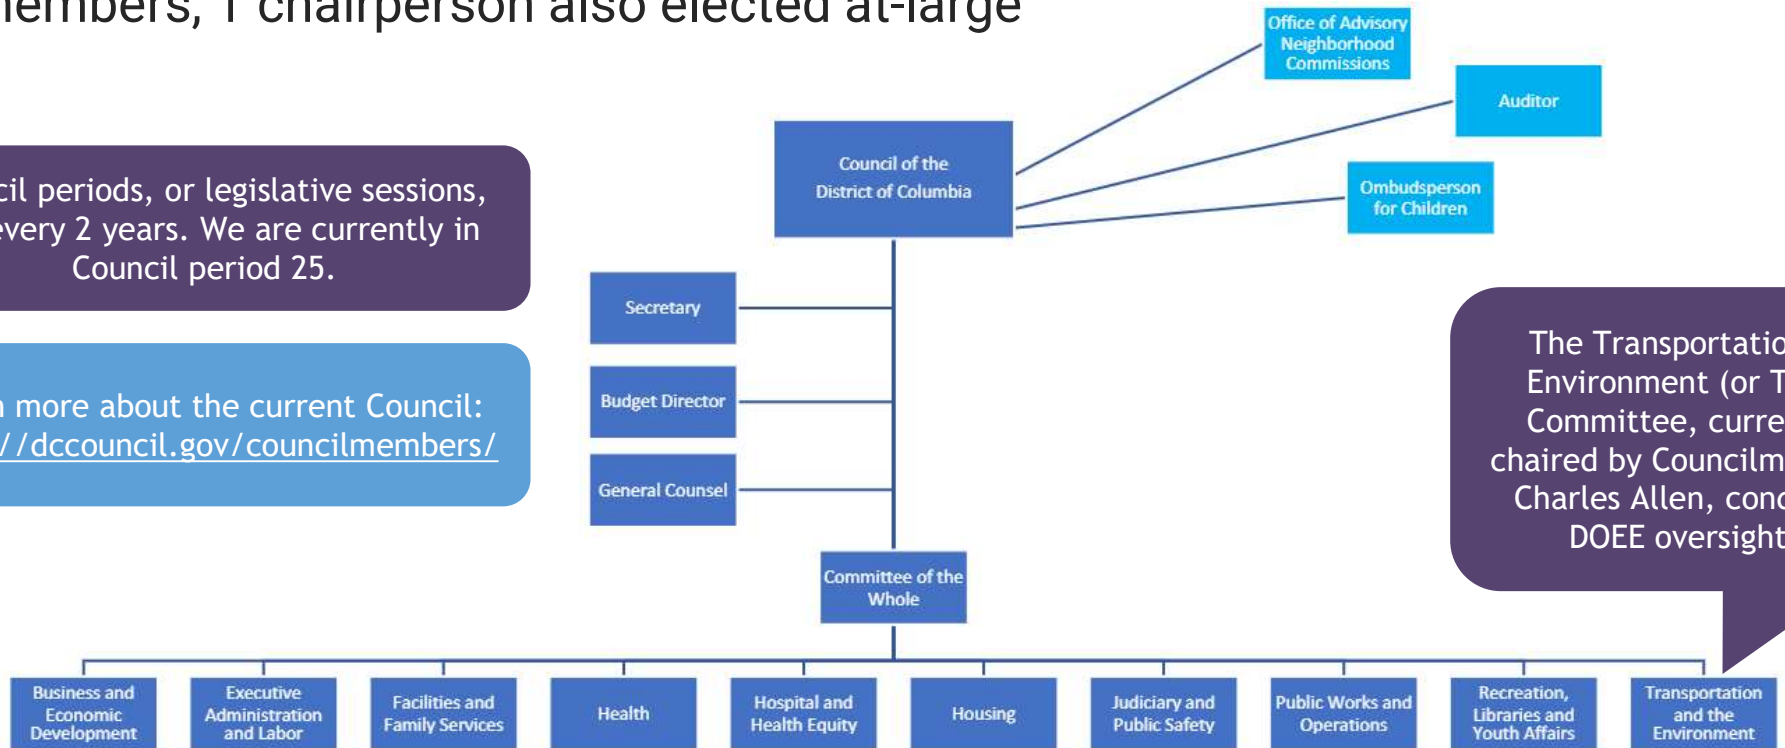 members, 1 chairperson also elected at-large
cil periods, or legislative sessions,
every 2 years. We are currently in
Council period 25.
n more about the current Council:
//dccouncil.gov/councilmembers/
Office of Advisory
Neighborhood
Commissions
Auditor
Ombudsperson
for Children
Council of the
District of Columbia
Secretary
Budget Director
General Counsel
Committee of the
Whole
The Transportatio
Environment (or T
Committee, curre
chaired by Councilm
Charles Allen, cond
DOEE oversight
Business and
Economic
Development
Executive
Administration
and Labor
Facilities and
Family Services
Health
Hospital and
Health Equity
Housing
Judiciary and
Public Safety
Public Works and
Operations
Recreation,
Libraries and
Youth Affairs
Transportation
and the
Environment